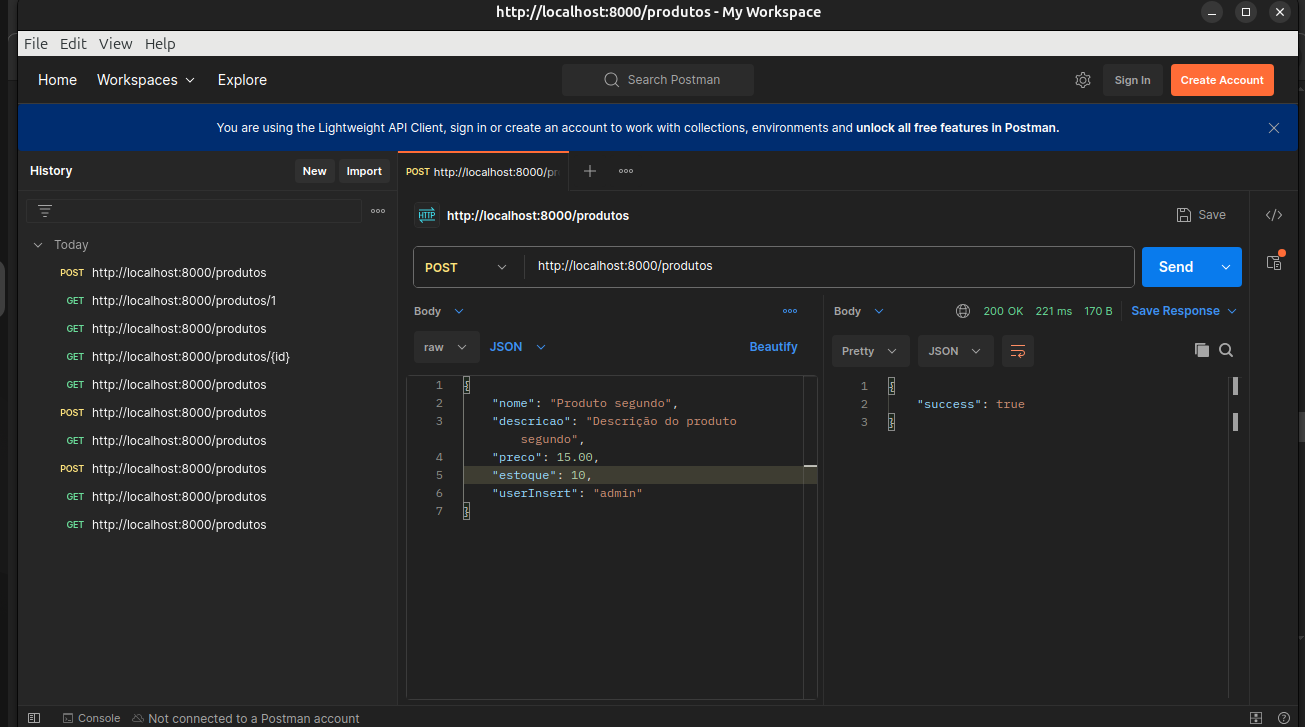 http://localhost:8000/produtos - My Workspace
File Edit View Help
Home Workspaces Explore Search Postman Sign In Create Account
You are using the Lightweight API Client, sign in or create an account to work with collections, environments and unlock all free features in Postman.
History New Import
POST http://localhost:8000/pr
HTTP http://localhost:8000/produtos Save
Today
POST http://localhost:8000/produtos
GET http://localhost:8000/produtos/1
GET http://localhost:8000/produtos
GET http://localhost:8000/produtos/{id}
GET http://localhost:8000/produtos
POST http://localhost:8000/produtos
GET http://localhost:8000/produtos
POST http://localhost:8000/produtos
GET http://localhost:8000/produtos
GET http://localhost:8000/produtos
POST http://localhost:8000/produtos Send
Body
raw JSON Beautify
1 {
2 "nome": "Produto segundo",
3 "descricao": "Descrição do produto
segundo",
4 "preco": 15.00,
5 "estoque": 10,
6 "userInsert": "admin"
7 }
Body 200 OK 221 ms 170 B Save Response
Pretty JSON
1 {
2 "success": true
3 }
Console Not connected to a Postman account